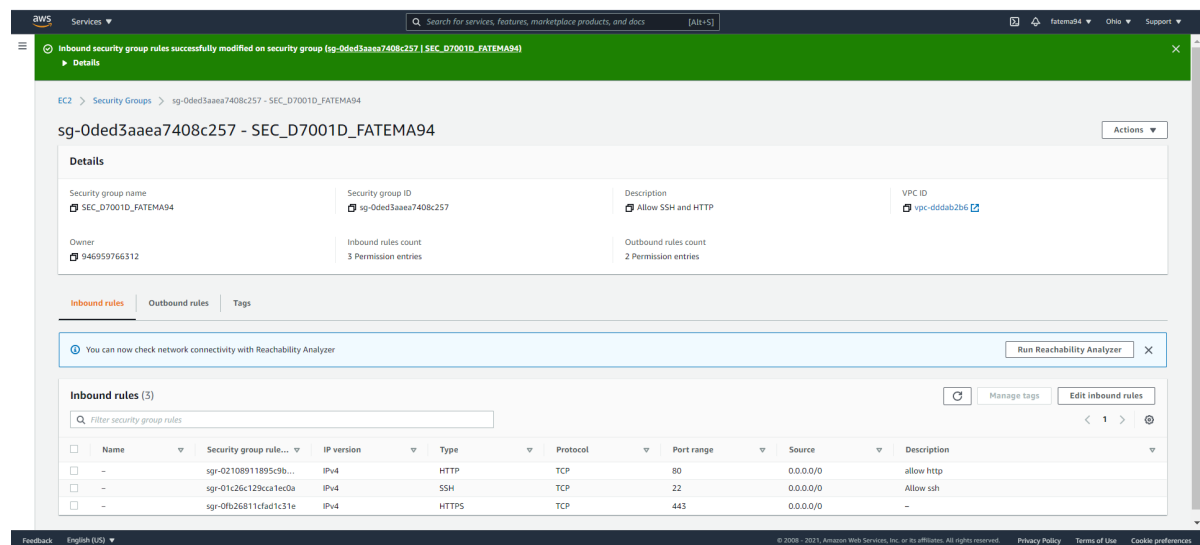 aws Services ▼ Search for services, features, marketplace products, and docs [Alt+S] fatema94 ▼ Ohio ▼ Support ▼
Inbound security group rules successfully modified on security group (sg-0ded3aaea7408c257 | SEC_D7001D_FATEMA94)
▶ Details
EC2 > Security Groups > sg-0ded3aaea7408c257 - SEC_D7001D_FATEMA94
sg-0ded3aaea7408c257 - SEC_D7001D_FATEMA94 Actions ▼
Details
Security group name Security group ID Description VPC ID
SEC_D7001D_FATEMA94 sg-0ded3aaea7408c257 Allow SSH and HTTP vpc-dddab2b6
Owner Inbound rules count Outbound rules count
946959766312 3 Permission entries 2 Permission entries
Inbound rules Outbound rules Tags
You can now check network connectivity with Reachability Analyzer Run Reachability Analyzer
Inbound rules (3) Manage tags Edit inbound rules
Filter security group rules < 1 >
Name Security group rule... IP version Type Protocol Port range Source Description
– sgr-02108911895c9b... IPv4 HTTP TCP 80 0.0.0.0/0 allow http
– sgr-01c26c129cca1ec0a IPv4 SSH TCP 22 0.0.0.0/0 Allow ssh
– sgr-0fb26811cfad1c31e IPv4 HTTPS TCP 443 0.0.0.0/0 –
Feedback English (US) ▼ © 2008 - 2021, Amazon Web Services, Inc. or its affiliates. All rights reserved. Privacy Policy Terms of Use Cookie preferences